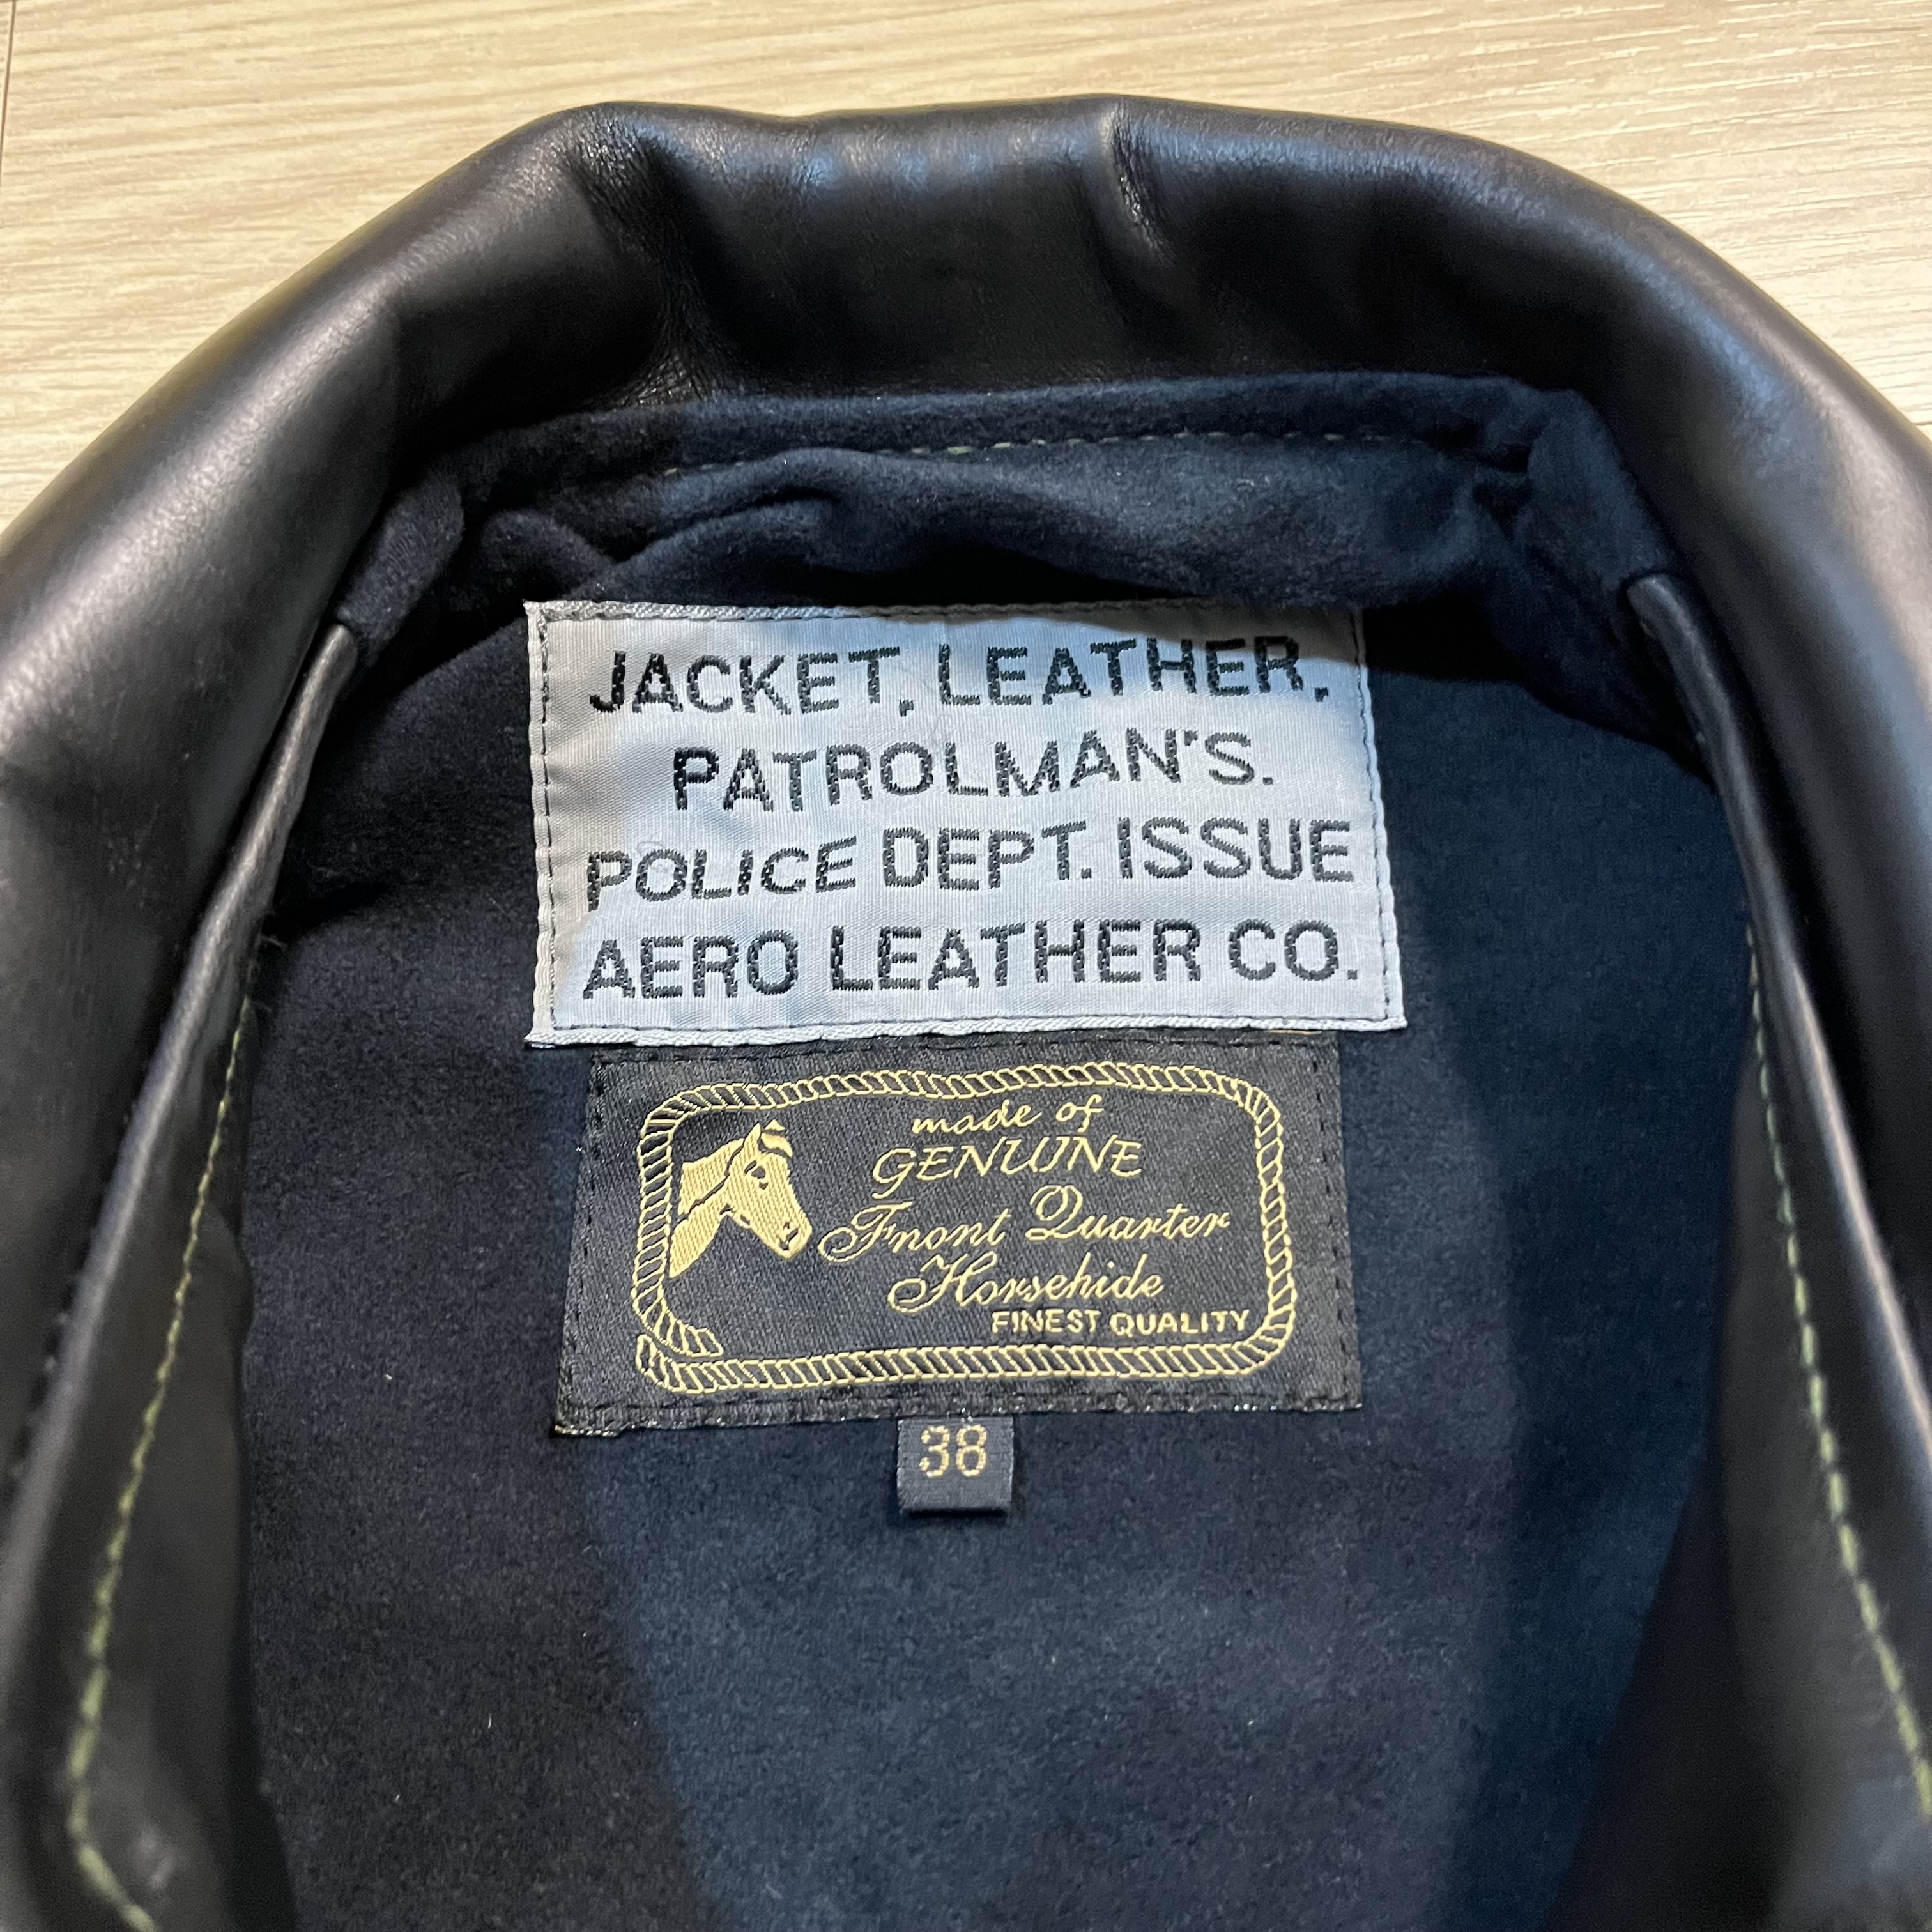 JACKET, LEATHER,
PATROLMAN'S.
POLICE DEPT. ISSUE
AERO LEATHER CO.
made of
GENUINE
Front Quarter
Horsehide
FINEST QUALITY
38